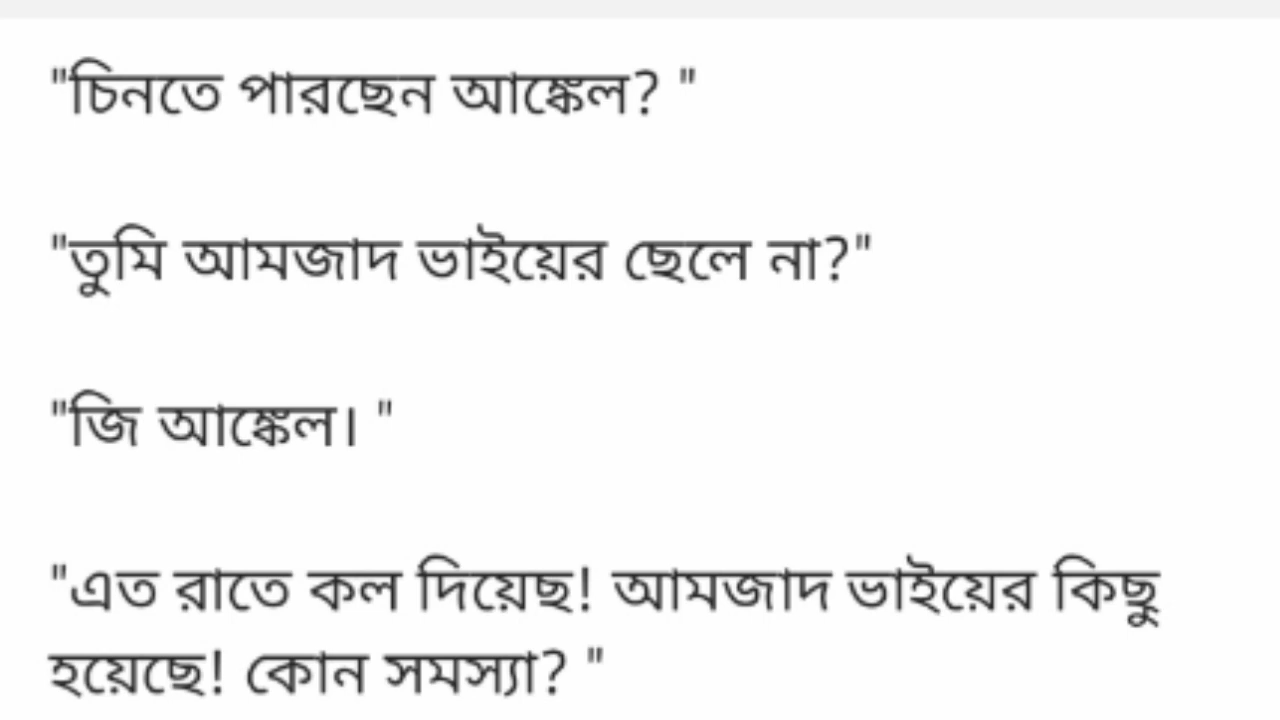 "চিনতে পারছেন আঙ্কেল? "
"তুমি আমজাদ ভাইয়ের ছেলে না?"
"জি আঙ্কেল। "
"এত রাতে কল দিয়েছ! আমজাদ ভাইয়ের কিছু
হয়েছে! কোন সমস্যা? "